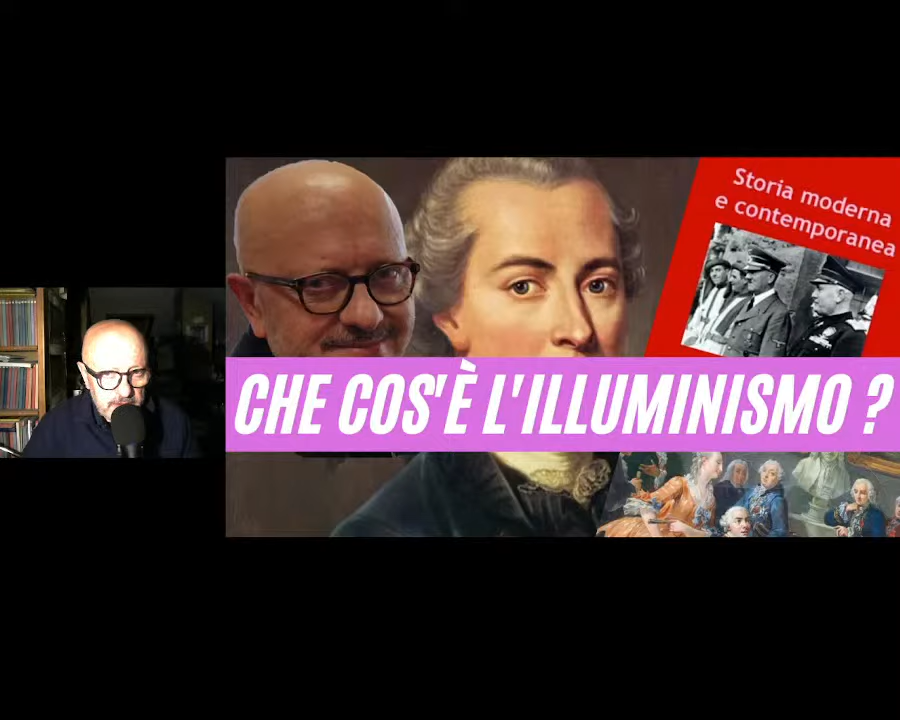 Storia moderna
e contemporanea
CHE COS'È L'ILLUMINISMO ?